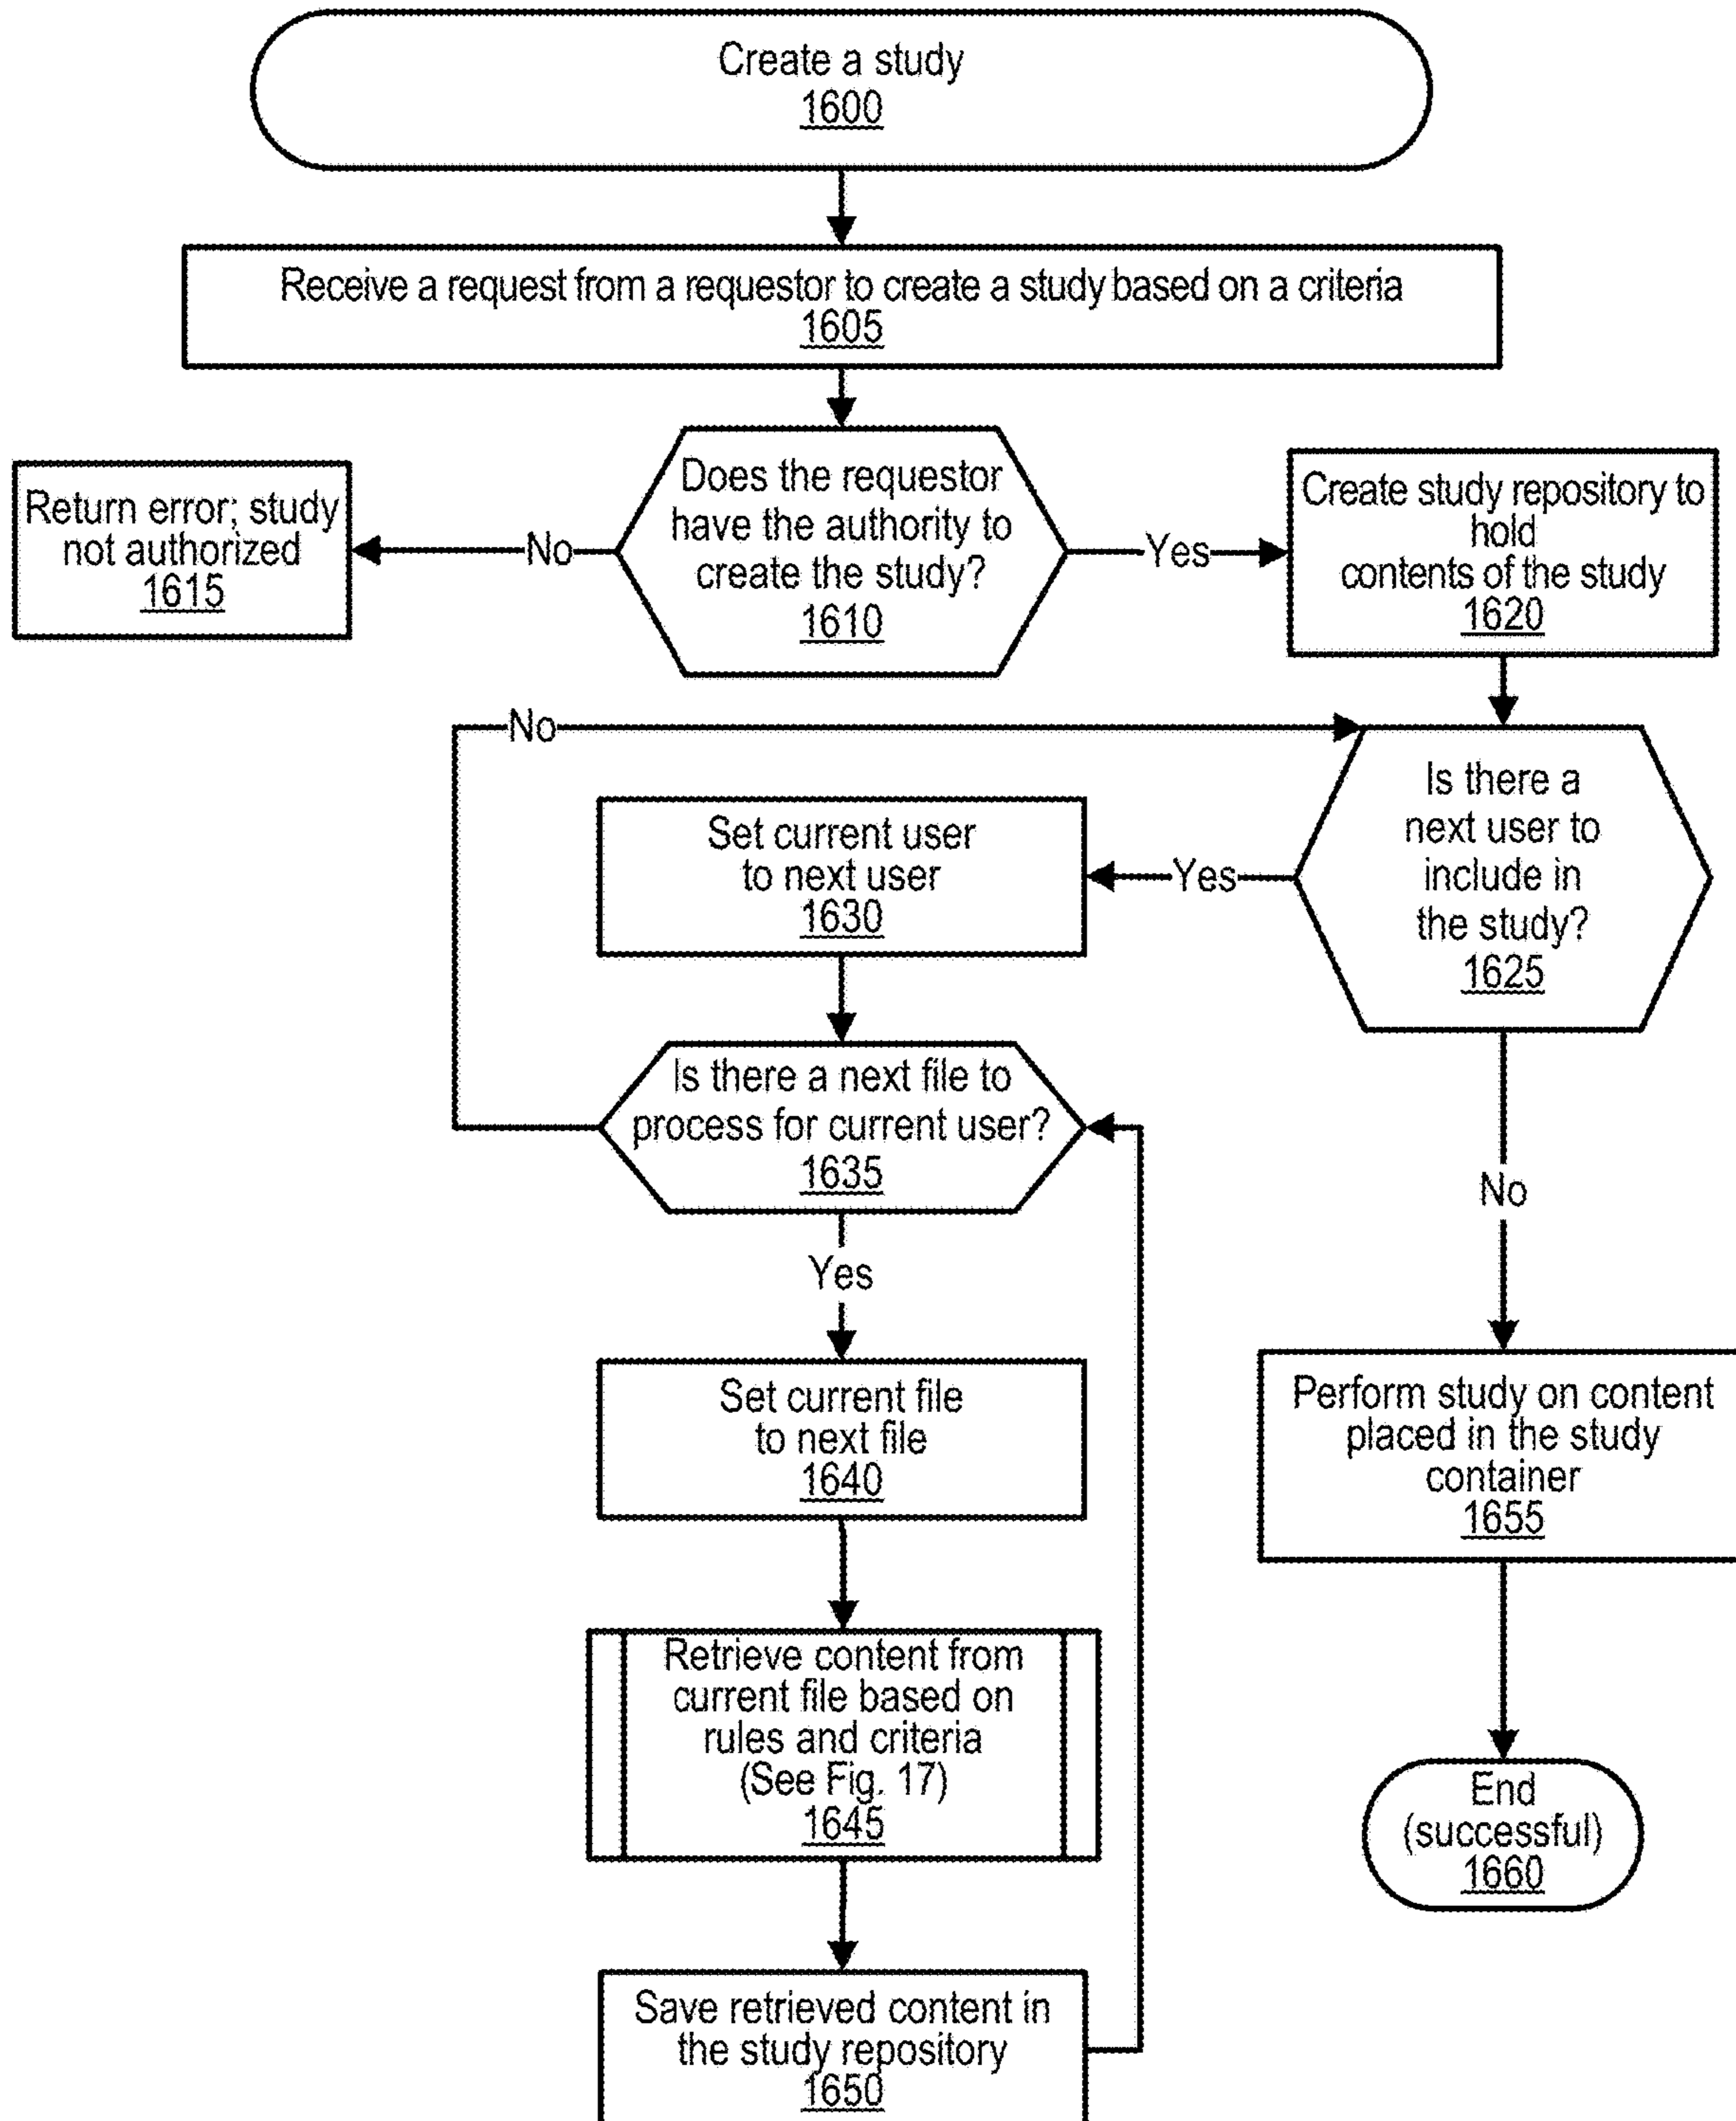 Create a study
1600
Receive a request from a requestor to create a study based on a criteria
1605
Does the requestor
have the authority to
create the study?
1610
No
Return error; study
not authorized
1615
Yes
Create study repository to
hold
contents of the study
1620
No
Is there a
next user to
include in
the study?
1625
Yes
Set current user
to next user
1630
Is there a next file to
process for current user?
1635
Yes
Set current file
to next file
1640
Retrieve content from
current file based on
rules and criteria
(See Fig. 17)
1645
Save retrieved content in
the study repository
1650
No
Perform study on content
placed in the study
container
1655
End
(successful)
1660